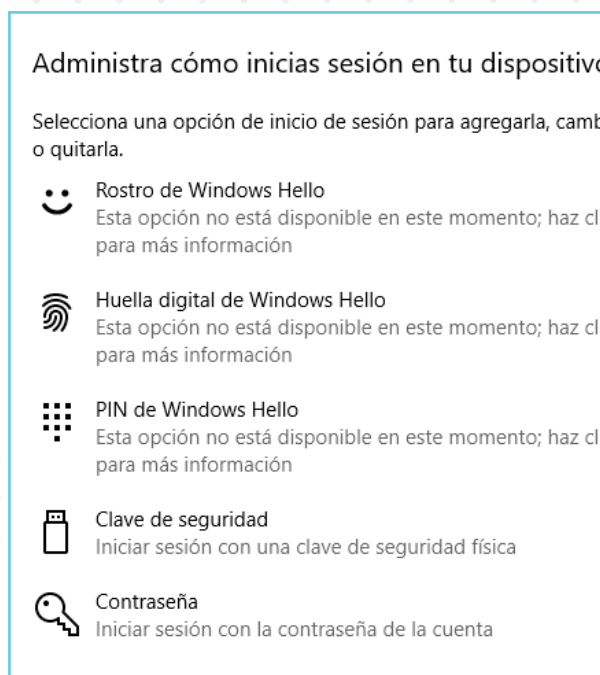 Administra cómo inicias sesión en tu dispositivo
Selecciona una opción de inicio de sesión para agregarla, camb
o quitarla.
Rostro de Windows Hello
Esta opción no está disponible en este momento; haz cl
para más información
Huella digital de Windows Hello
Esta opción no está disponible en este momento; haz cl
para más información
PIN de Windows Hello
Esta opción no está disponible en este momento; haz cl
para más información
Clave de seguridad
Iniciar sesión con una clave de seguridad física
Contraseña
Iniciar sesión con la contraseña de la cuenta